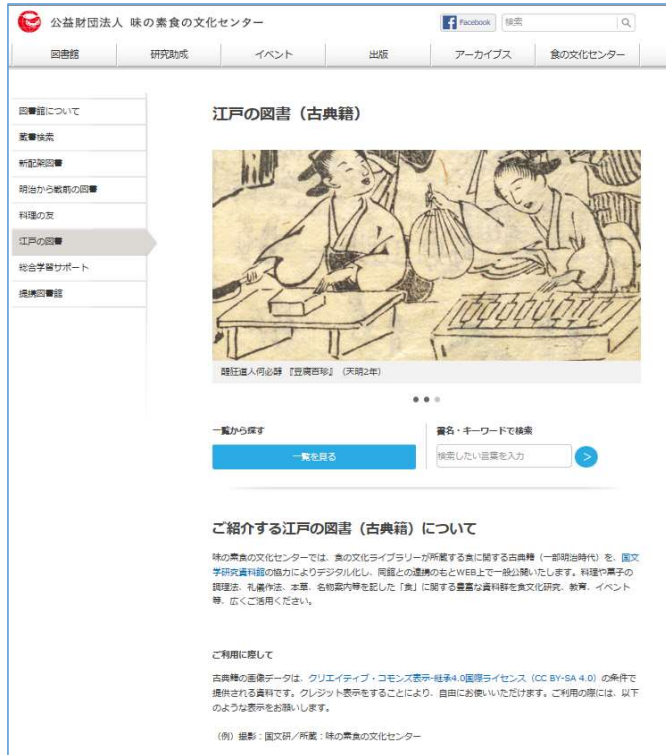 公益財団法人 味の素食の文化センター
Facebook
検索
図書館
研究助成
イベント
出版
アーカイブス
食の文化センター
図書館について
蔵書検索
新配架図書
明治から戦前の図書
料理の友
江戸の図書
総合学習サポート
提携図書館
江戸の図書（古典籍）
醒狂道人何必醇 『豆腐百珍』（天明2年）
一覧から探す
一覧を見る
書名・キーワードで検索
検索したい言葉を入力
ご紹介する江戸の図書（古典籍）について
味の素食の文化センターでは、食の文化ライブラリーが所蔵する食に関する古典籍（一部明治時代）を、国文
学研究資料館の協力によりデジタル化し、同館との連携のもとWEB上で一般公開いたします。料理や菓子の
調理法、礼儀作法、本草、名物案内等を記した「食」に関する豊富な資料群を食文化研究、教育、イベント
等、広くご活用ください。
ご利用に際して
古典籍の画像データは、クリエイティブ・コモンズ表示-継承4.0国際ライセンス（CC BY-SA 4.0）の条件で
提供される資料です。クレジット表示をすることにより、自由にお使いいただけます。ご利用の際には、以下
のような表示をお願いします。
（例）撮影：国文研／所蔵：味の素食の文化センター